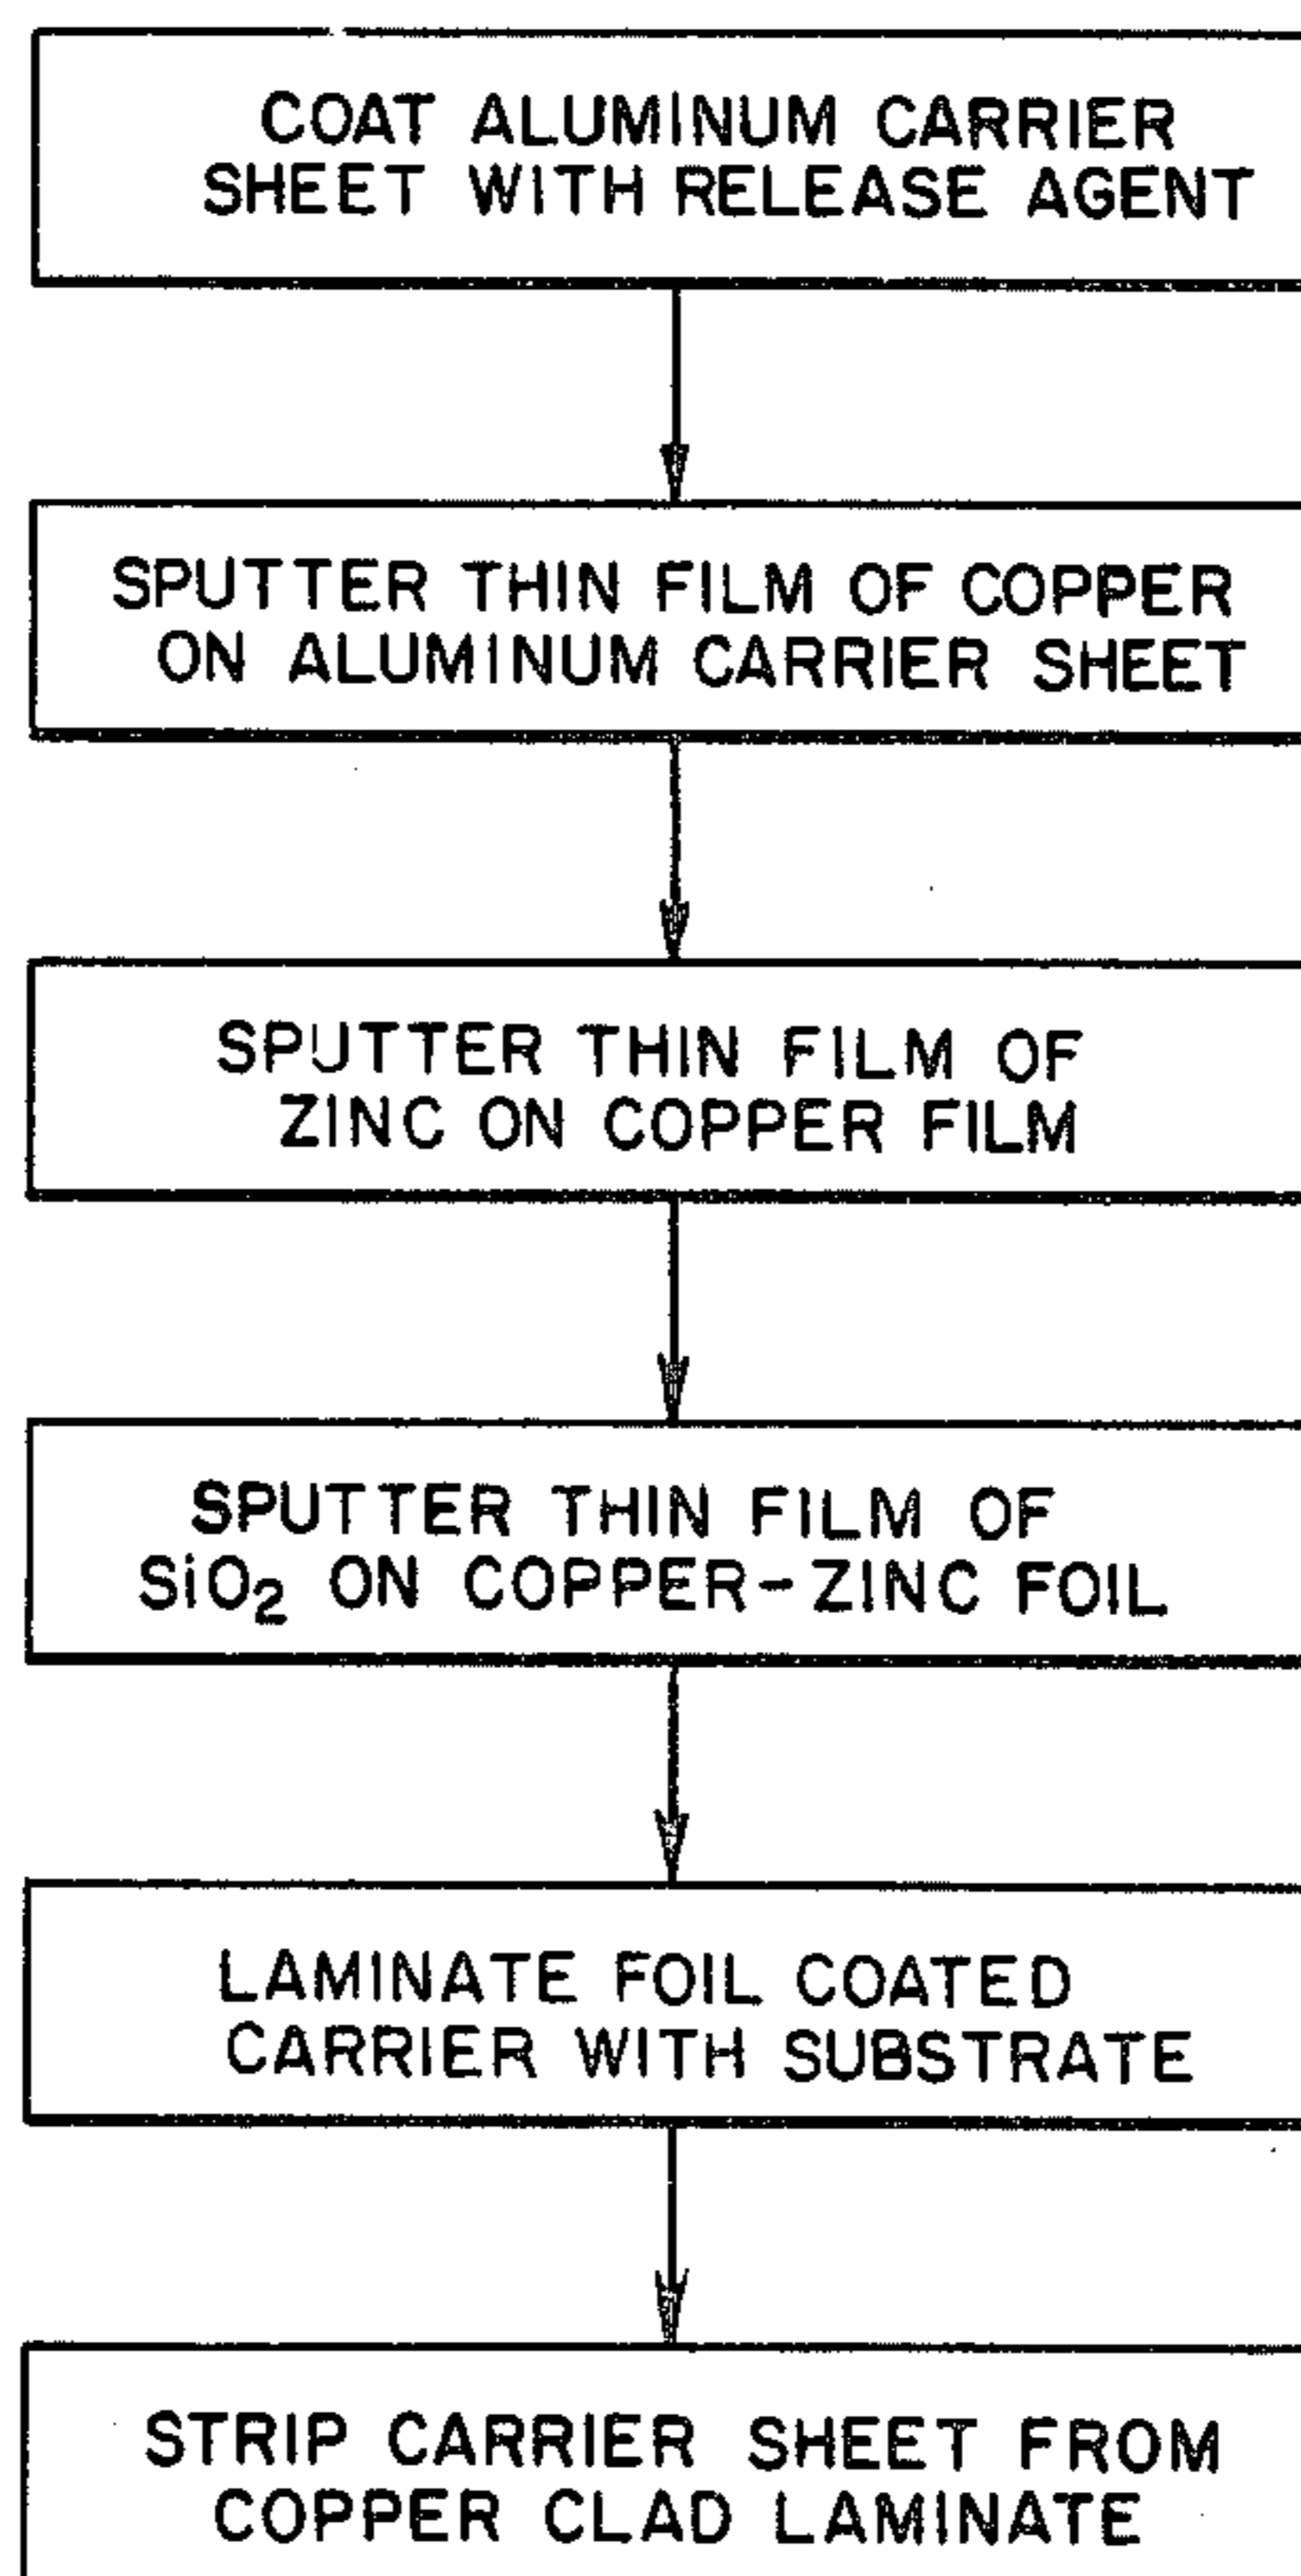 COAT ALUMINUM CARRIER
SHEET WITH RELEASE AGENT
SPUTTER THIN FILM OF COPPER
ON ALUMINUM CARRIER SHEET
SPUTTER THIN FILM OF
ZINC ON COPPER FILM
SPUTTER THIN FILM OF
SiO₂ ON COPPER-ZINC FOIL
LAMINATE FOIL COATED
CARRIER WITH SUBSTRATE
STRIP CARRIER SHEET FROM
COPPER CLAD LAMINATE